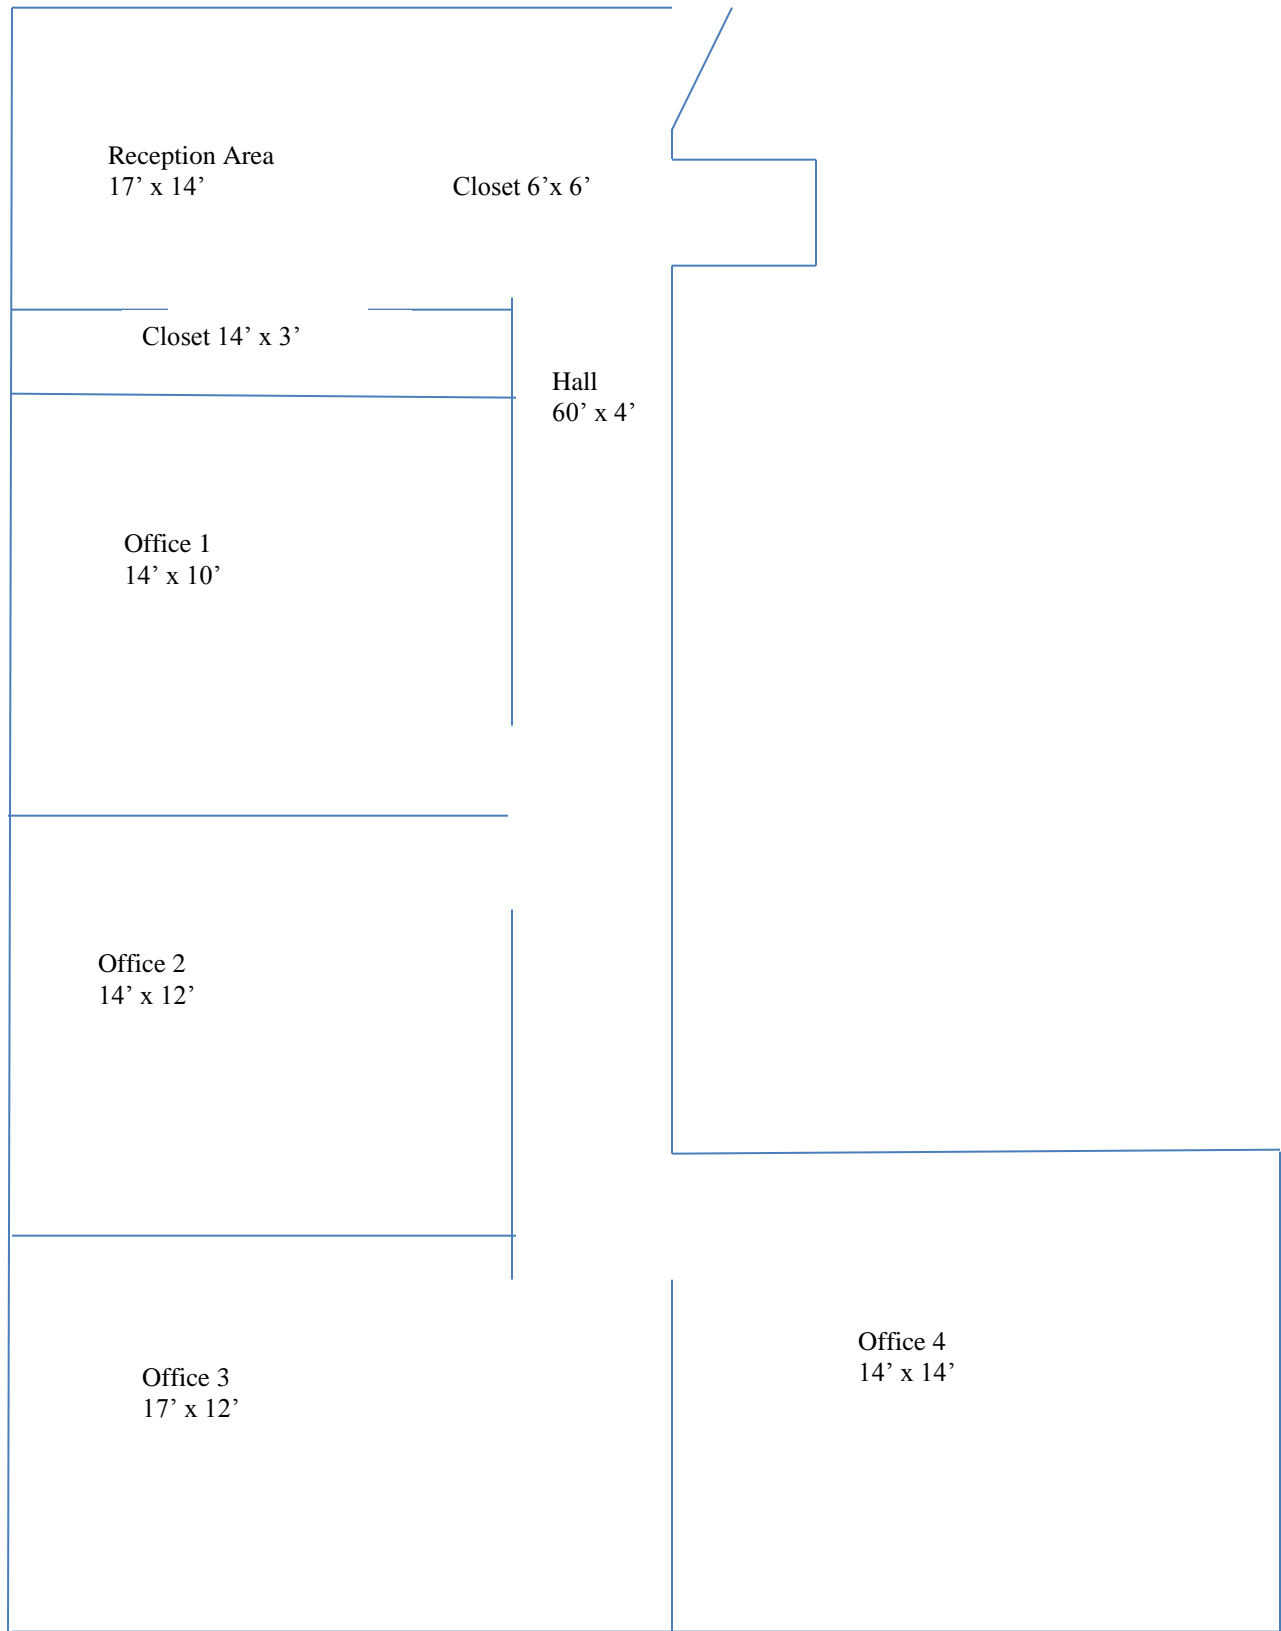 Reception Area
17’ x 14’
Closet 6’x 6’
Closet 14’ x 3’
Hall
60’ x 4’
Office 1
14’ x 10’
Office 2
14’ x 12’
Office 4
14’ x 14’
Office 3
17’ x 12’